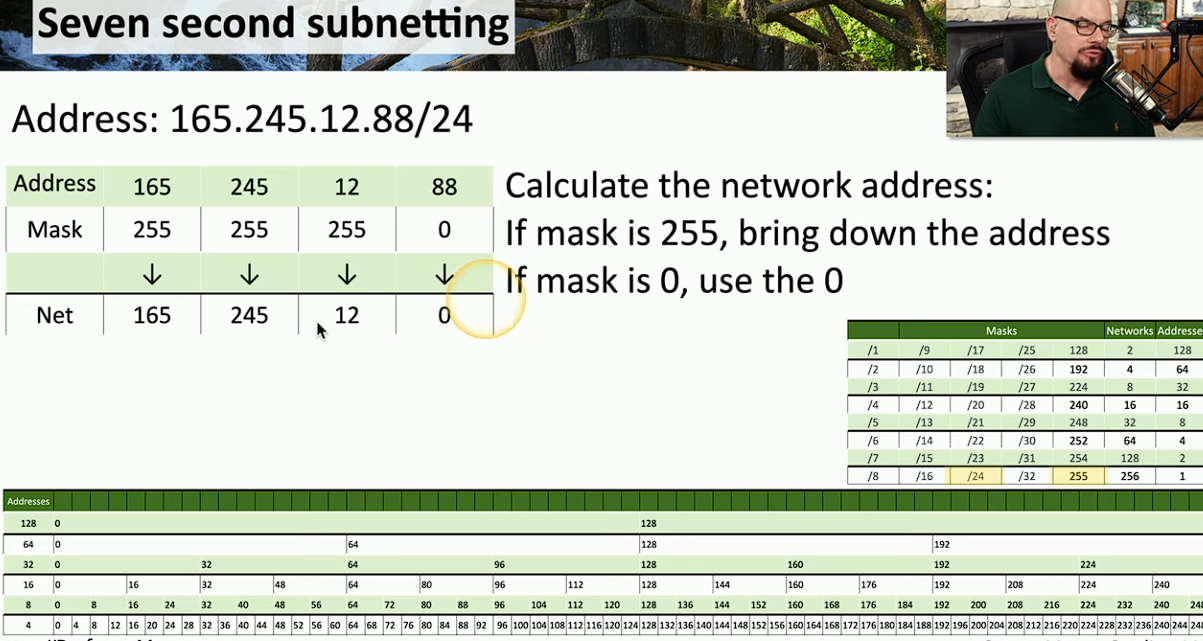 Seven second subnetting
Address: 165.245.12.88/24
Address 165 245 12 88
Mask 255 255 255 0
↓ ↓ ↓ ↓
Net 165 245 12 0
Calculate the network address:
If mask is 255, bring down the address
If mask is 0, use the 0
Masks Networks Addresse
/1 /9 /17 /25 128 2 128
/2 /10 /18 /26 192 4 64
/3 /11 /19 /27 224 8 32
/4 /12 /20 /28 240 16 16
/5 /13 /21 /29 248 32 8
/6 /14 /22 /30 252 64 4
/7 /15 /23 /31 254 128 2
/8 /16 /24 /32 255 256 1
Addresses
128 0 128
64 0 64 128 192
32 0 32 64 96 128 160 192 224
16 0 16 32 48 64 80 96 112 128 144 160 176 192 208 224 240
8 0 8 16 24 32 40 48 56 64 72 80 88 96 104 112 120 128 136 144 152 160 168 176 184 192 200 208 216 224 232 240 248
4 0 4 8 12 16 20 24 28 32 36 40 44 48 52 56 60 64 68 72 76 80 84 88 92 96 100 104 108 112 116 120 124 128 132 136 140 144 148 152 156 160 164 168 172 176 180 184 188 192 196 200 204 208 212 216 220 224 228 232 236 240 244